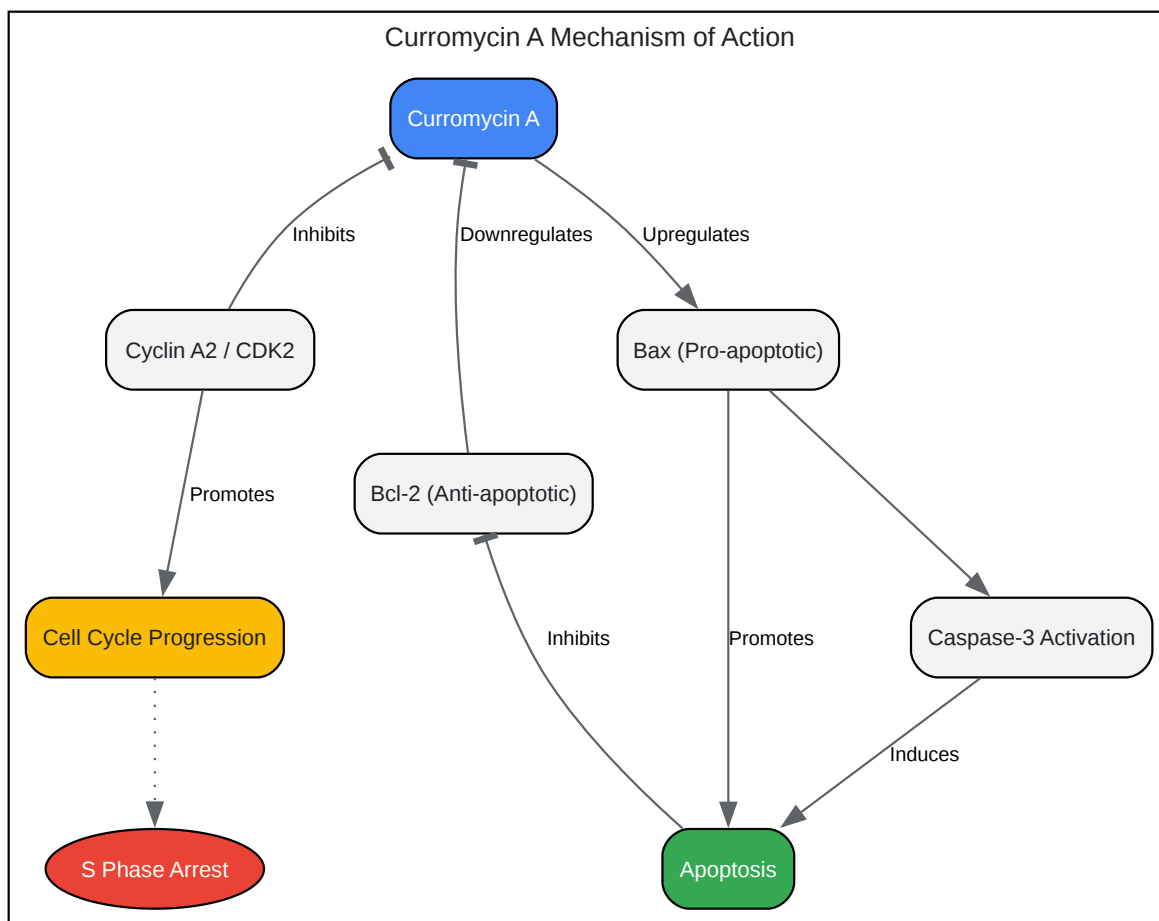 Curromycin A Mechanism of Action
Curromycin A
Inhibits
Downregulates
Upregulates
Cyclin A2 / CDK2
Bax (Pro-apoptotic)
Promotes
Bcl-2 (Anti-apoptotic)
Cell Cycle Progression
Inhibits
Promotes
Caspase-3 Activation
Induces
S Phase Arrest
Apoptosis